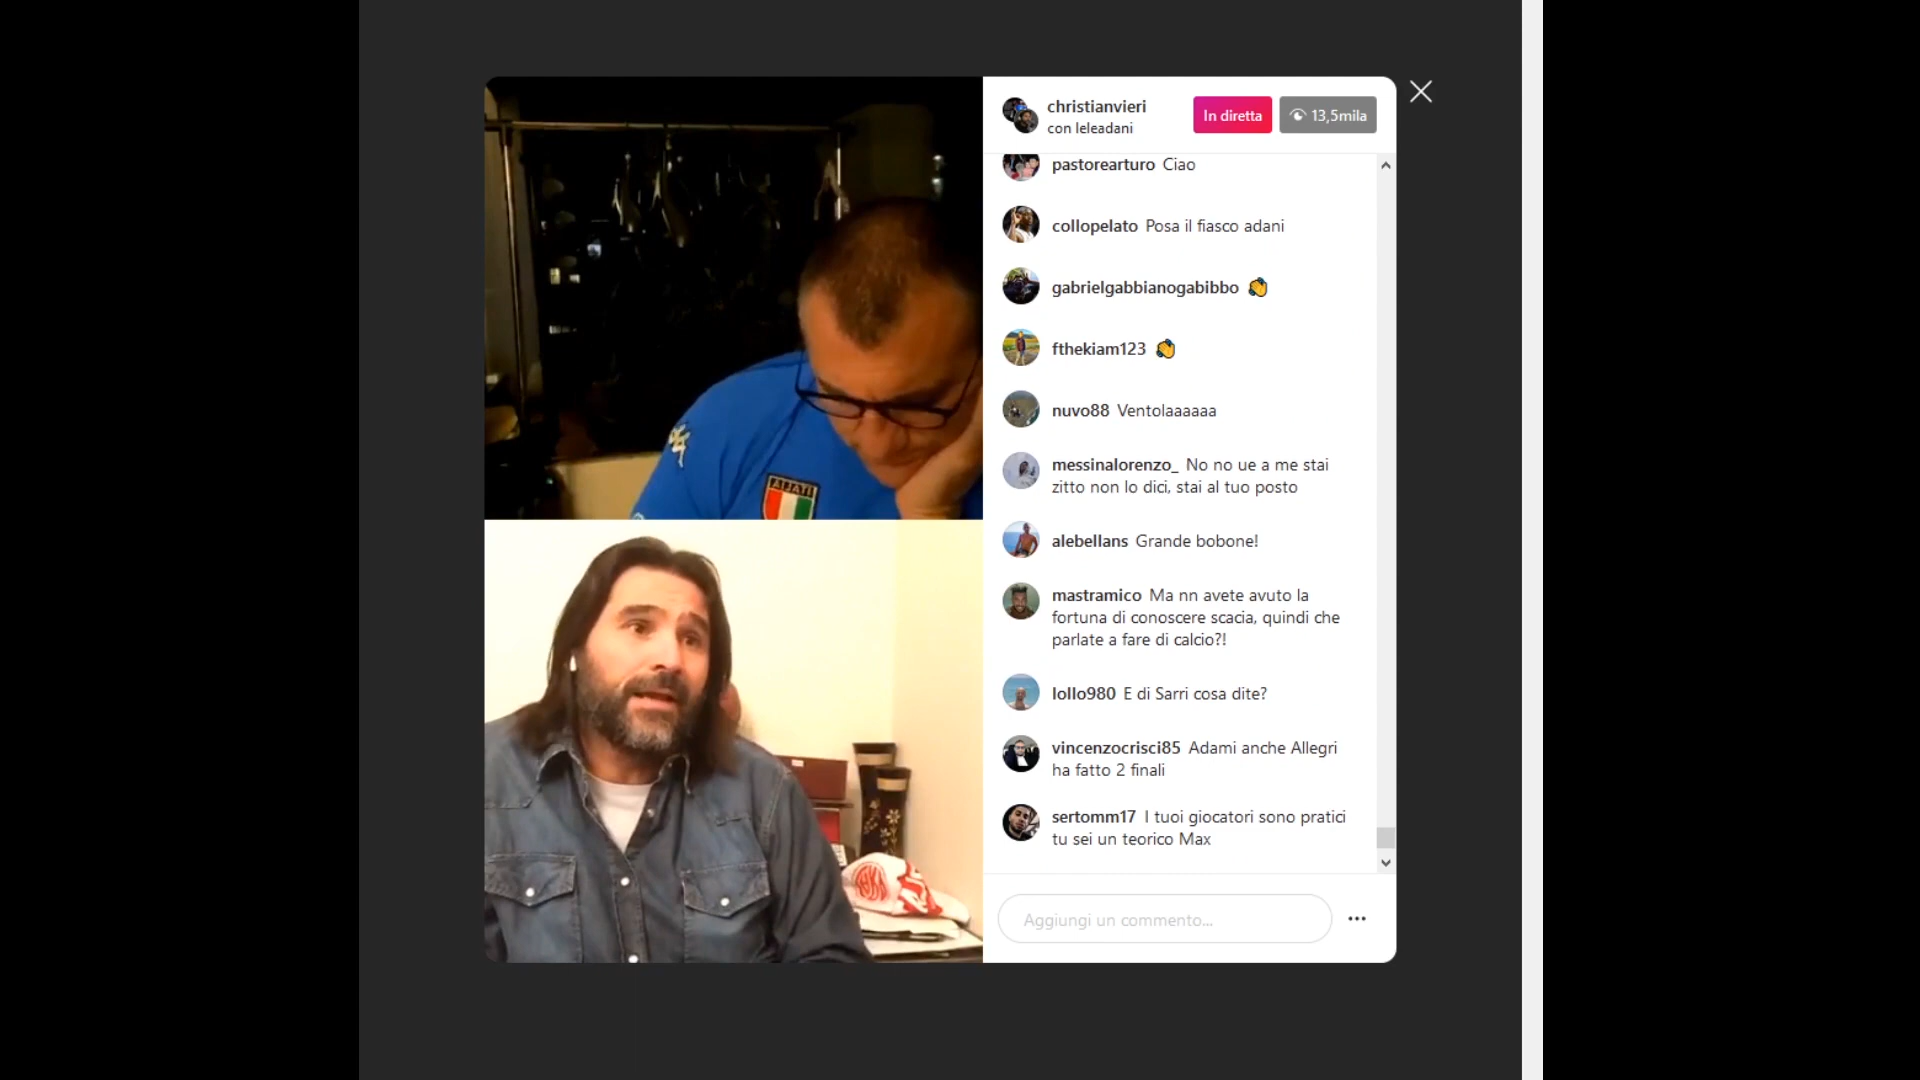 christianvieri
con leleadani
In diretta
13,5mila
pastorearturo Ciao
collopelato Posa il fiasco adani
gabrielgabbianogabibbo 👏
fthekiam123 👏
nuvo88 Ventolaaaaaa
messinalorenzo_ No no ue a me stai
zitto non lo dici, stai al tuo posto
alebellans Grande bobone!
mastramico Ma nn avete avuto la
fortuna di conoscere scacia, quindi che
parlate a fare di calcio?!
lollo980 E di Sarri cosa dite?
vincenzocrisci85 Adami anche Allegri
ha fatto 2 finali
sertomm17 I tuoi giocatori sono pratici
tu sei un teorico Max
Aggiungi un commento...